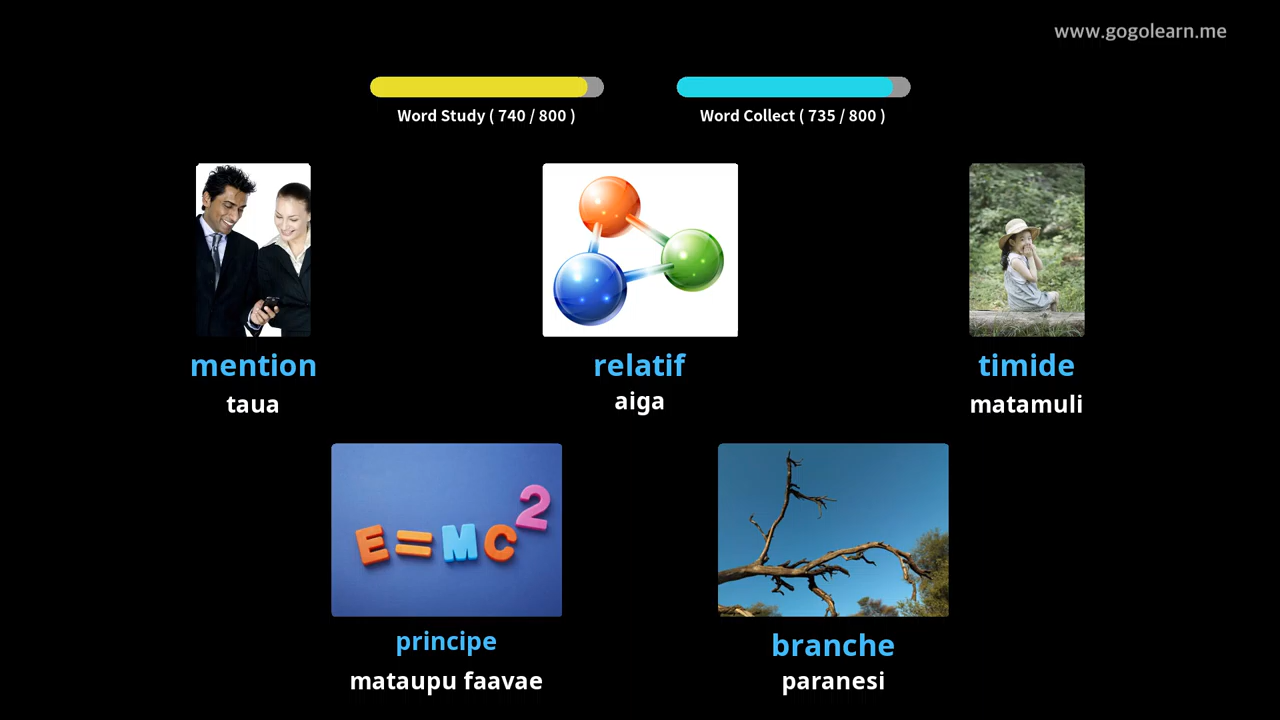 www.gogolearn.me
Word Study ( 740 / 800 )
Word Collect ( 735 / 800 )
mention
taua
relatif
aiga
timide
matamuli
E=MC2
principe
mataupu faavae
branche
paranesi